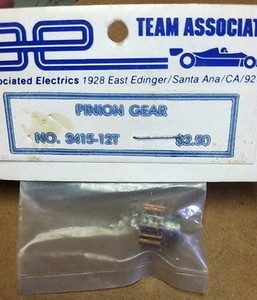 TEAM ASSOCIAT
ociated Electrics 1928 East Edinger/Santa Ana/CA/92
PINION GEAR
NO. 3415-12T $2.50